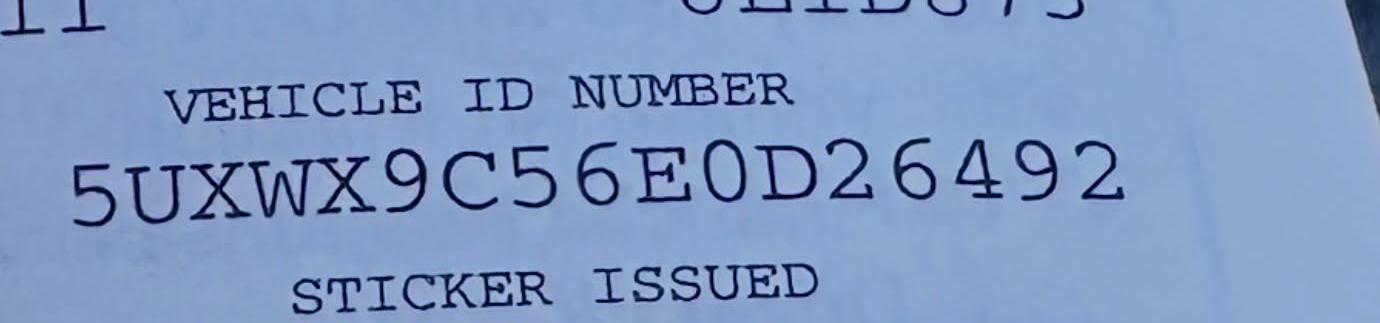 VEHICLE ID NUMBER
5UXWX9C56E0D26492
STICKER ISSUED